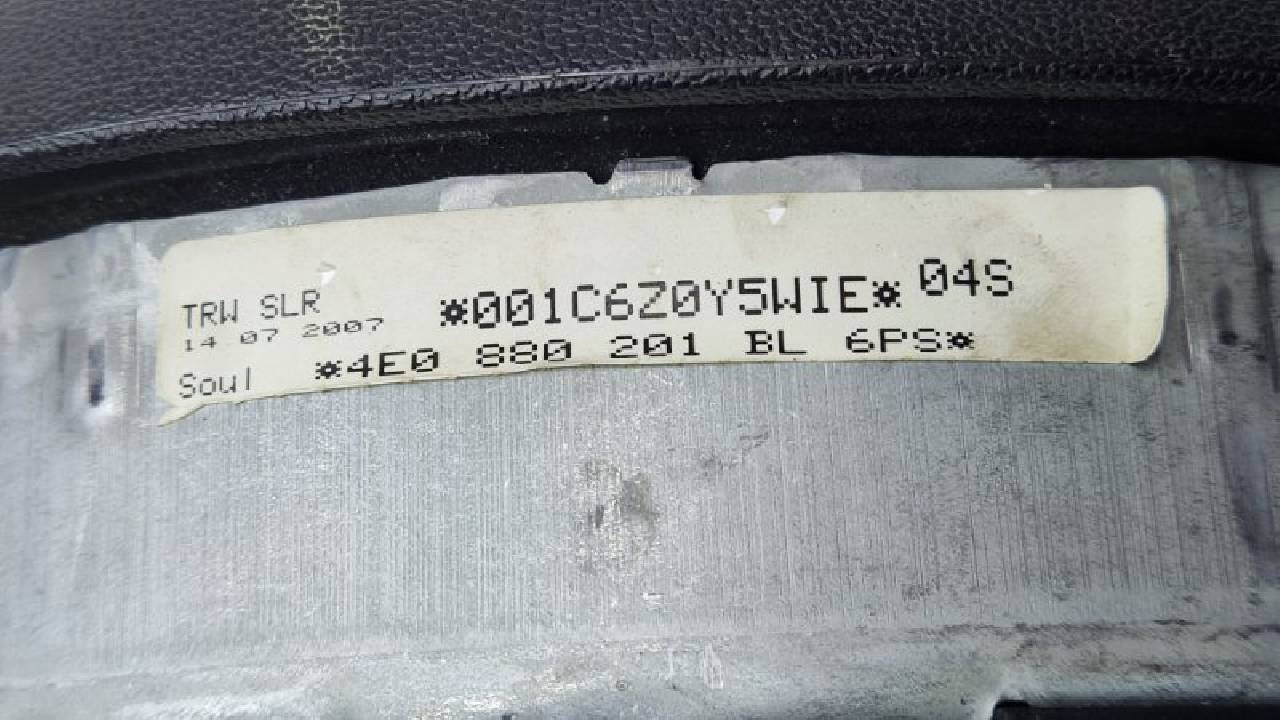 TRW SLR *001C6Z0Y5WIE* 04S
14 07 2007
Soul *4E0 880 201 BL 6PS*